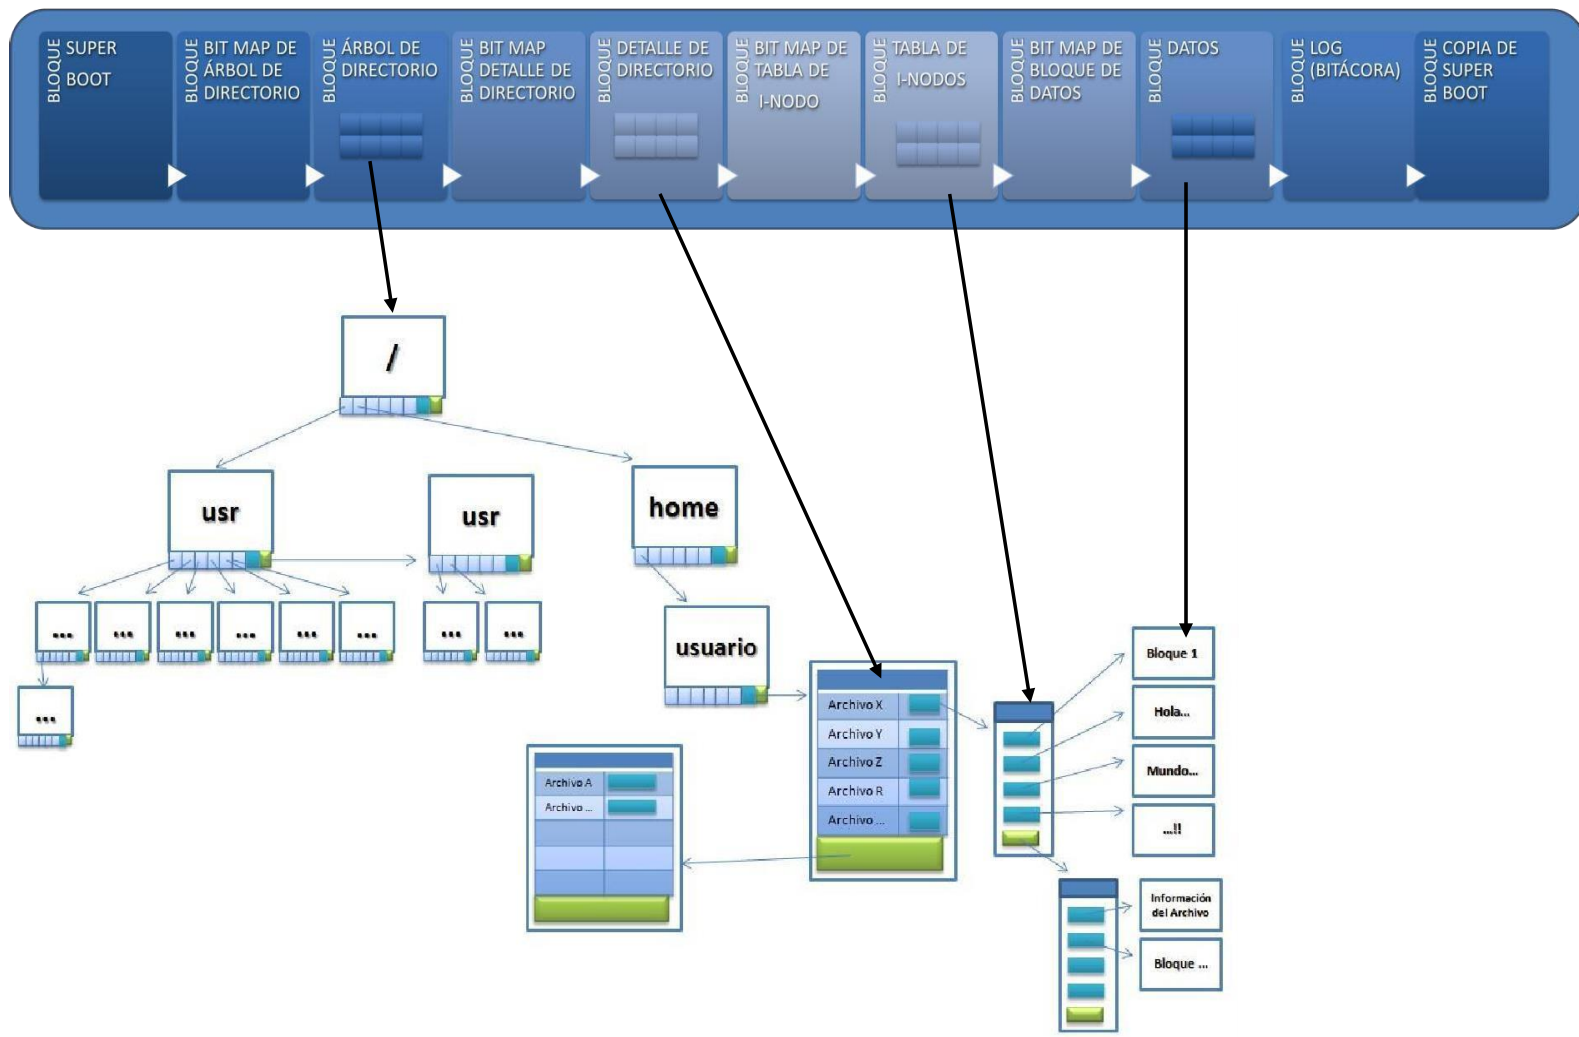 BLOQUE
SUPER
BOOT
BLOQUE
BIT MAP DE
ÁRBOL DE
DIRECTORIO
BLOQUE
ÁRBOL DE
DIRECTORIO
BLOQUE
BIT MAP
DETALLE DE
DIRECTORIO
BLOQUE
DETALLE DE
DIRECTORIO
BLOQUE
BIT MAP DE
TABLA DE
I-NODO
BLOQUE
TABLA DE
I-NODOS
BLOQUE
BIT MAP DE
BLOQUE DE
DATOS
BLOQUE
DATOS
BLOQUE
LOG
(BITÁCORA)
BLOQUE
COPIA DE
SUPER
BOOT
/
usr
usr
home
...
...
...
...
...
...
...
...
...
usuario
Archivo X
Archivo Y
Archivo Z
Archivo R
Archivo ...
Archivo A
Archivo ...
Bloque 1
Hola...
Mundo...
...!!
Información
del Archivo
Bloque ...